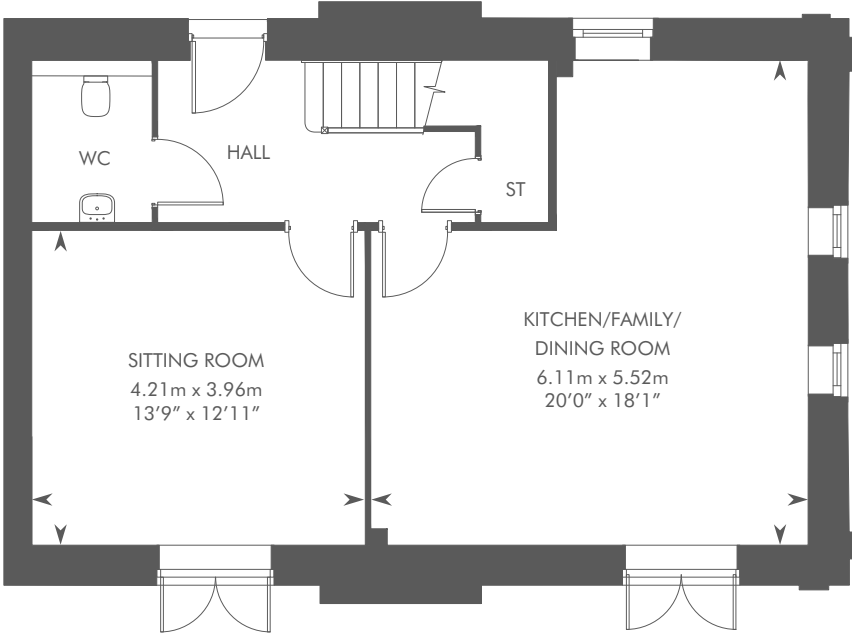 WC
HALL
ST
SITTING ROOM
4.21m x 3.96m
13’9” x 12’11”
KITCHEN/FAMILY/
DINING ROOM
6.11m x 5.52m
20’0” x 18’1”